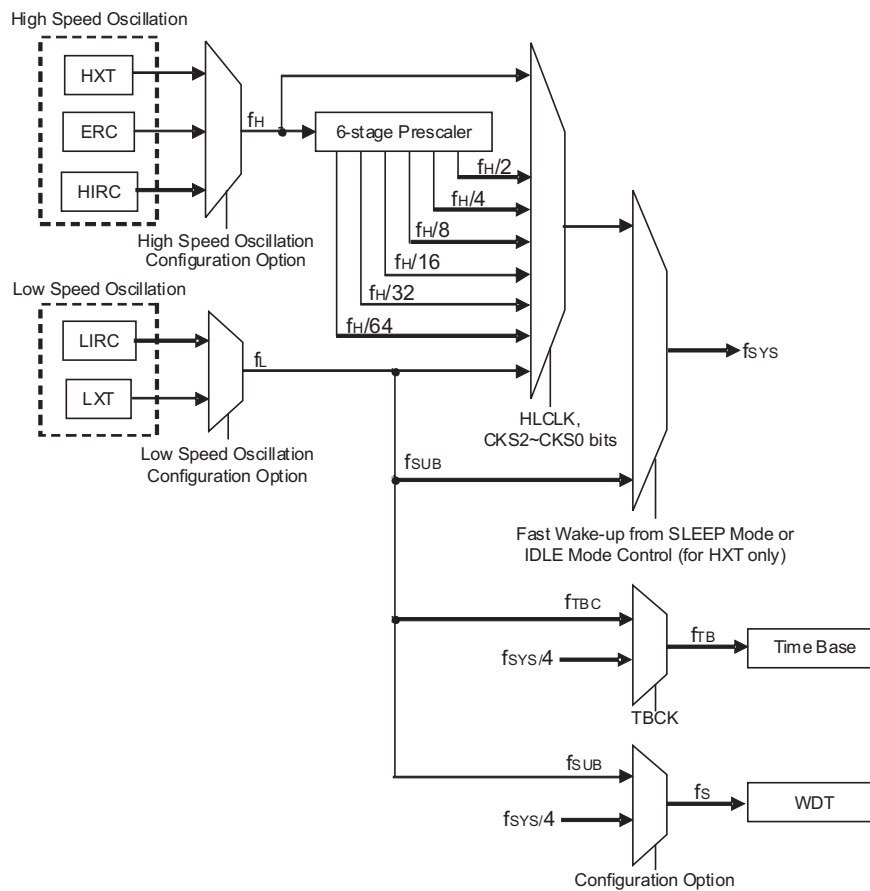 High Speed Oscillation
HXT
ERC
HIRC
fH
6-stage Prescaler
fH/2
fH/4
fH/8
fH/16
fH/32
fH/64
High Speed Oscillation
Configuration Option
Low Speed Oscillation
LIRC
LXT
fL
Low Speed Oscillation
Configuration Option
HLCLK,
CKS2~CKS0 bits
fSYS
fSUB
Fast Wake-up from SLEEP Mode or
IDLE Mode Control (for HXT only)
fTBC
fSYS/4
fTB
Time Base
TBCK
fSUB
fSYS/4
fS
WDT
Configuration Option